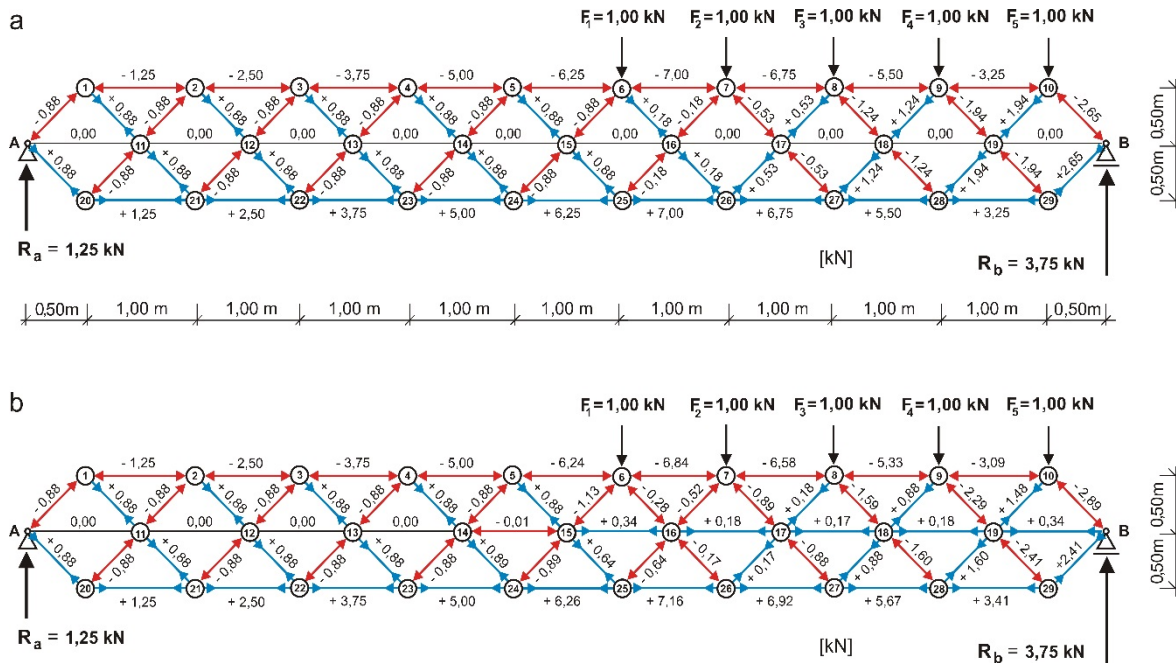 a
F1=1,00 kN F2=1,00 kN F3=1,00 kN F4=1,00 kN F5=1,00 kN
- 1,25 - 2,50 - 3,75 - 5,00 - 6,25 - 7,00 - 6,75 - 5,50 - 3,25
1 2 3 4 5 6 7 8 9 10
- 0,88 + 0,88 - 0,88 + 0,88 - 0,88 + 0,88 - 0,88 + 0,88 - 0,88 + 0,88 - 0,88 + 0,18 - 0,18 - 0,53 + 0,53 - 1,24 + 1,24 - 1,94 + 1,94 - 2,65
0,00 0,00 0,00 0,00 0,00 0,00 0,00 0,00 0,00 0,00
A 11 12 13 14 15 16 17 18 19 B
+ 0,88 - 0,88 + 0,88 - 0,88 + 0,88 - 0,88 + 0,88 - 0,88 + 0,88 - 0,88 + 0,88 - 0,18 + 0,18 + 0,53 - 0,53 + 1,24 - 1,24 + 1,94 - 1,94 +2,65
20 21 22 23 24 25 26 27 28 29
+ 1,25 + 2,50 + 3,75 + 5,00 + 6,25 + 7,00 + 6,75 + 5,50 + 3,25
0,50m
0,50m
Ra = 1,25 kN [kN] Rb = 3,75 kN
0,50m 1,00 m 1,00 m 1,00 m 1,00 m 1,00 m 1,00 m 1,00 m 1,00 m 1,00 m 0,50m
b
F1=1,00 kN F2=1,00 kN F3=1,00 kN F4=1,00 kN F5=1,00 kN
- 1,25 - 2,50 - 3,75 - 5,00 - 6,24 - 6,84 - 6,58 - 5,33 - 3,09
1 2 3 4 5 6 7 8 9 10
- 0,88 + 0,88 - 0,88 + 0,88 - 0,88 + 0,88 - 0,88 + 0,88 - 0,88 + 0,88 - 1,13 - 0,28 - 0,52 - 0,89 + 0,18 - 1,59 + 0,88 - 2,29 + 1,48 - 2,89
0,00 0,00 0,00 0,00 - 0,01 + 0,34 + 0,18 + 0,17 + 0,18 + 0,34
A 11 12 13 14 15 16 17 18 19 B
+ 0,88 - 0,88 + 0,88 - 0,88 + 0,88 - 0,88 + 0,88 - 0,88 + 0,89 - 0,89 + 0,64 - 0,64 - 0,17 + 0,17 - 0,88 + 0,88 - 1,60 + 1,60 - 2,41 +2,41
20 21 22 23 24 25 26 27 28 29
+ 1,25 + 2,50 + 3,75 + 5,00 + 6,26 + 7,16 + 6,92 + 5,67 + 3,41
0,50m
0,50m
Ra = 1,25 kN [kN] Rb = 3,75 kN